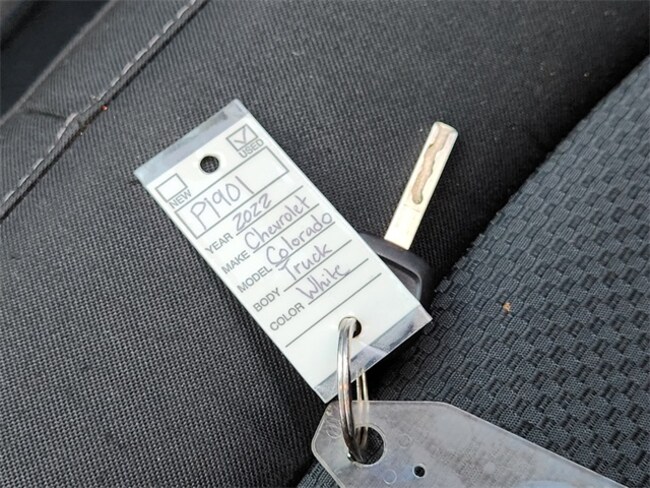 NEW USED
P1901
YEAR 2022
MAKE Chevrolet
MODEL Colorado
BODY Truck
COLOR White